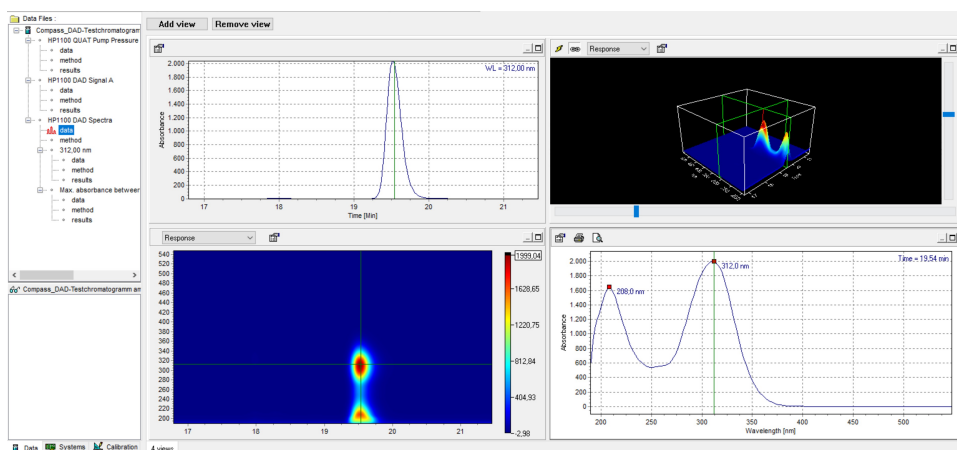 Data Files :
Compass_DAD-Testchromatogram
HP1100 QUAT Pump Pressure
data
method
results
HP1100 DAD Signal A
data
method
results
HP1100 DAD Spectra
data
method
312,00 nm
data
method
results
Max. absorbance between
data
method
results
Compass_DAD-Testchromatogramm an
Data Systems Calibration
Add view Remove view
WL = 312,00 nm
Absorbance
2.000
1.800
1.600
1.400
1.200
1.000
800
600
400
200
0
17 18 19 20 21
Time [Min]
Response
Response
540
520
500
480
460
440
420
400
380
360
340
320
300
280
260
240
220
200
17 18 19 20 21
1999,04
1628,65
1220,75
812,84
404,93
-2,98
Time = 19,54 min
312,0 nm
208,0 nm
Absorbance
2.000
1.800
1.600
1.400
1.200
1.000
800
600
400
200
0
200 250 300 350 400 450 500
Wavelength [nm]
4 views